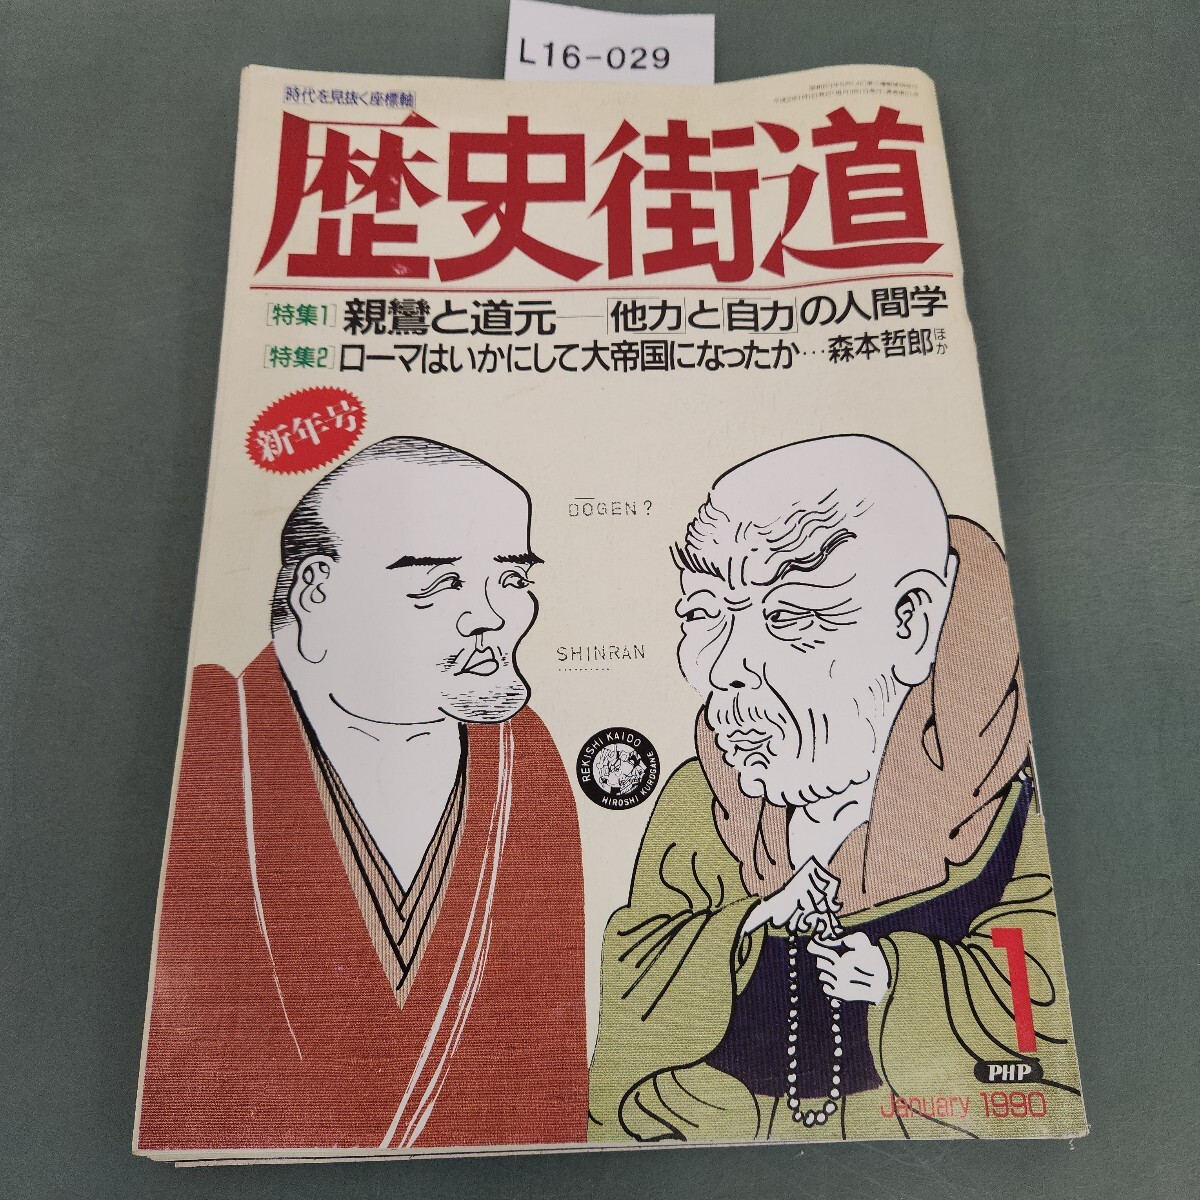 L16-029
時代を見抜く座標軸
歴史街道
[特集1] 親鸞と道元——「他力」と「自力」の人間学
[特集2] ローマはいかにして大帝国になったか…森本哲郎ほか
新年号
DŌGEN?
SHINRAN
REKISHI KAIDO
HIROSHI KUROGANE
1
PHP
January 1990